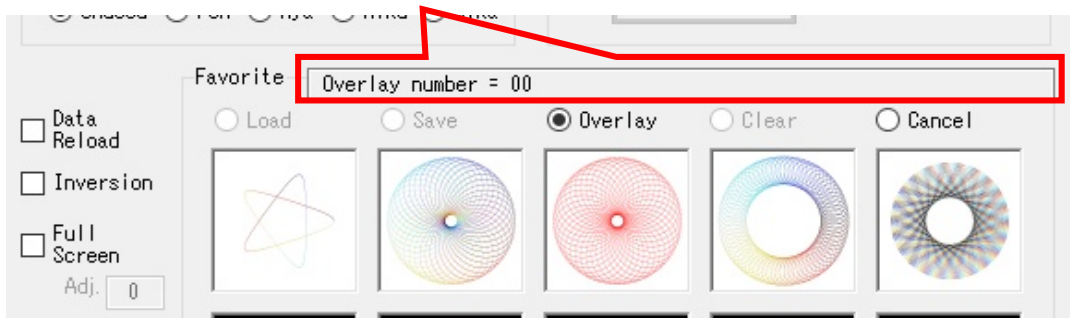 Favorite
Overlay number = 00
Data
Reload
Load
Save
Overlay
Clear
Cancel
Inversion
Full
Screen
Adj. 0